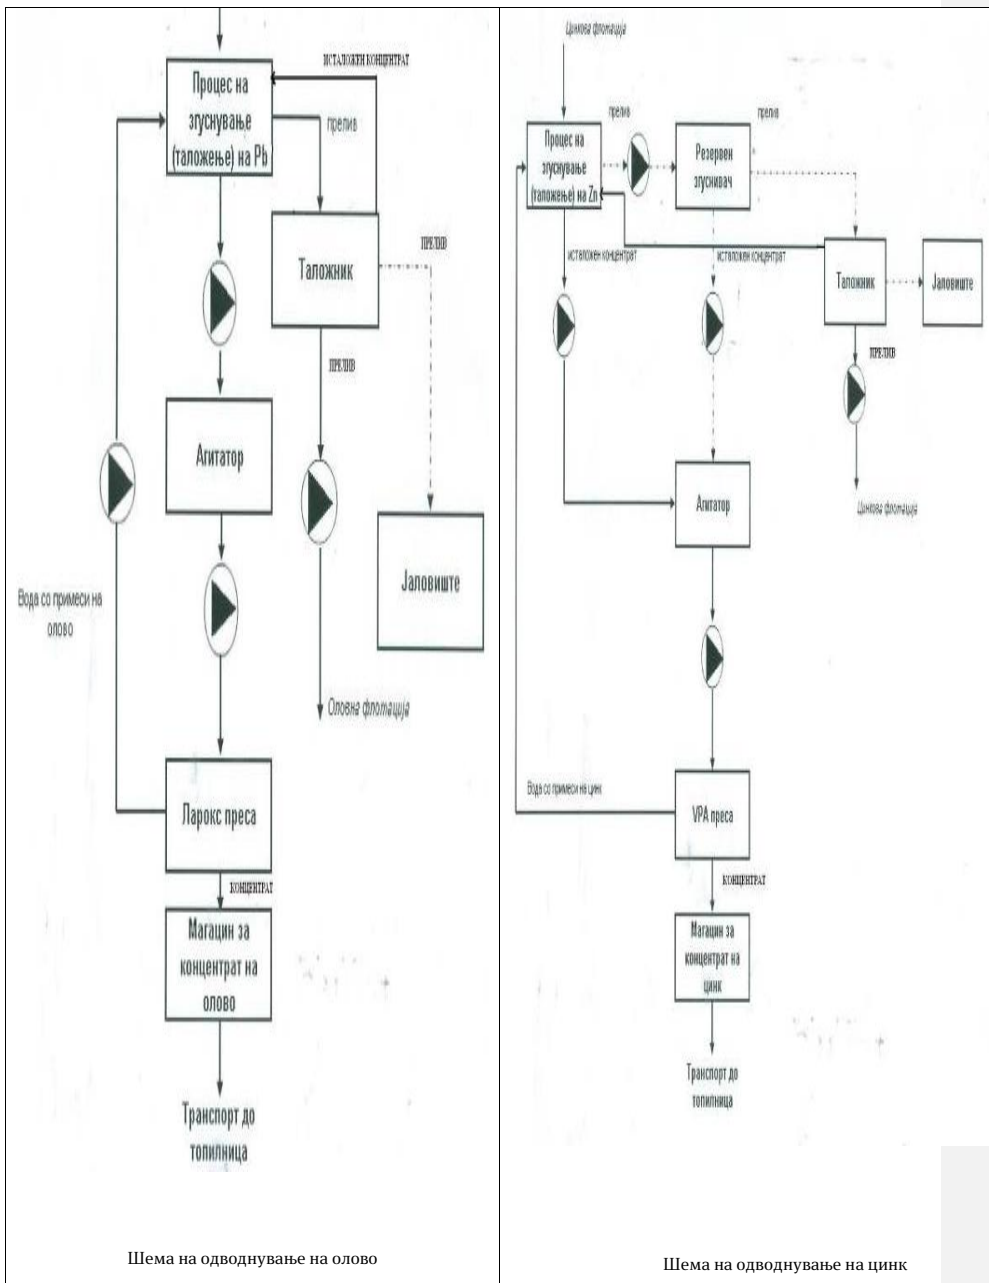 ИСТАЛОЖЕН КОНЦЕНТРАТ
Процес на
згуснување
(таложење) на Pb
прелив
Таложник
ПРЕЛИВ
ПРЕЛИВ
Агитатор
Јаловиште
Вода со примеси на
олово
Оловна флотација
Ларокс преса
КОНЦЕНТРАТ
Магацин за
концентрат на
олово
Транспорт до
топилница
Шема на одводнување на олово
Цинкова флотација
прелив
прелив
Процес на
згуснување
(таложење) на Zn
Резервен
згуснивач
исталожен концентрат
исталожен концентрат
Таложник
Јаловиште
ПРЕЛИВ
Агитатор
Цинкова флотација
Вода со примеси на цинк
VPA преса
КОНЦЕНТРАТ
Магацин за
концентрат на
цинк
Транспорт до
топилница
Шема на одводнување на цинк